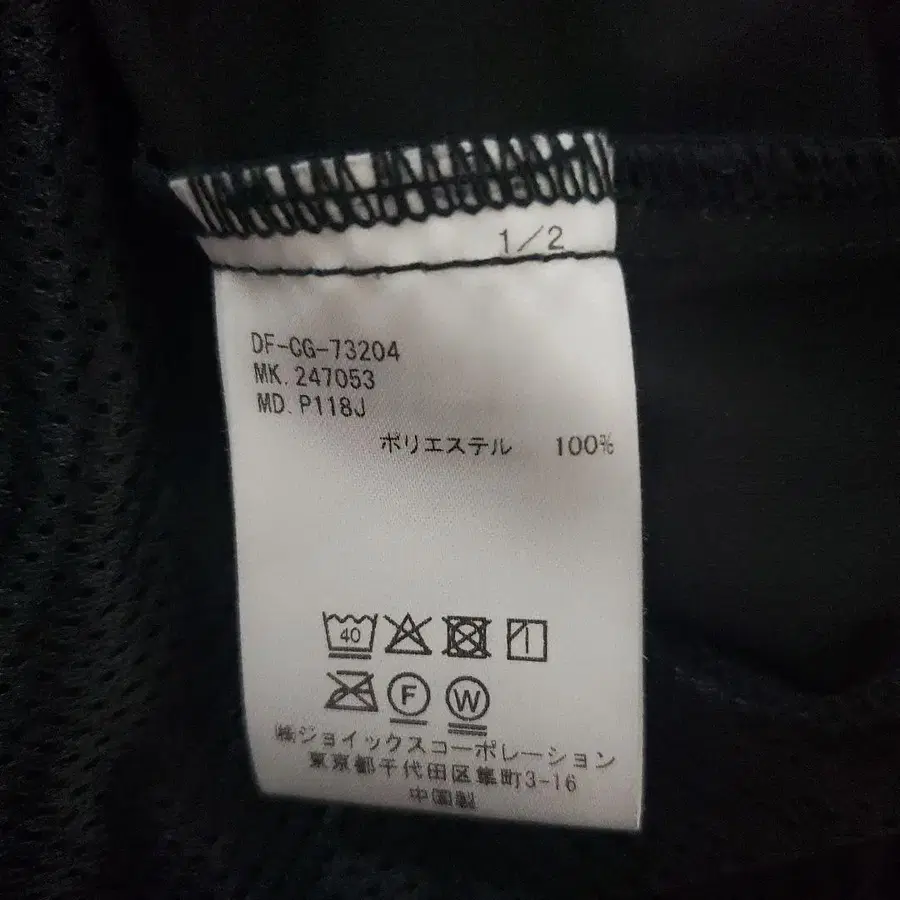 1/2
DF-CG-73204
MK. 247053
MD. P118J
ポリエステル 100%
40
F W
㈱ジョイックスコーポレーション
東京都千代田区隼町3-16
中国製